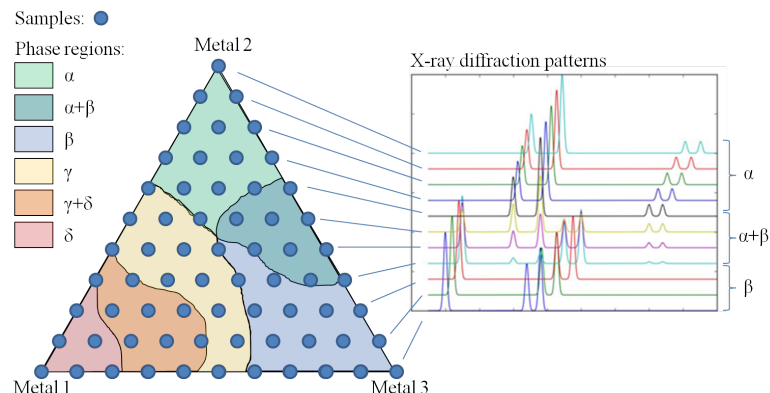 Samples:
Phase regions:
α
α+β
β
γ
γ+δ
δ
Metal 2
Metal 1
Metal 3
X-ray diffraction patterns
α
α+β
β